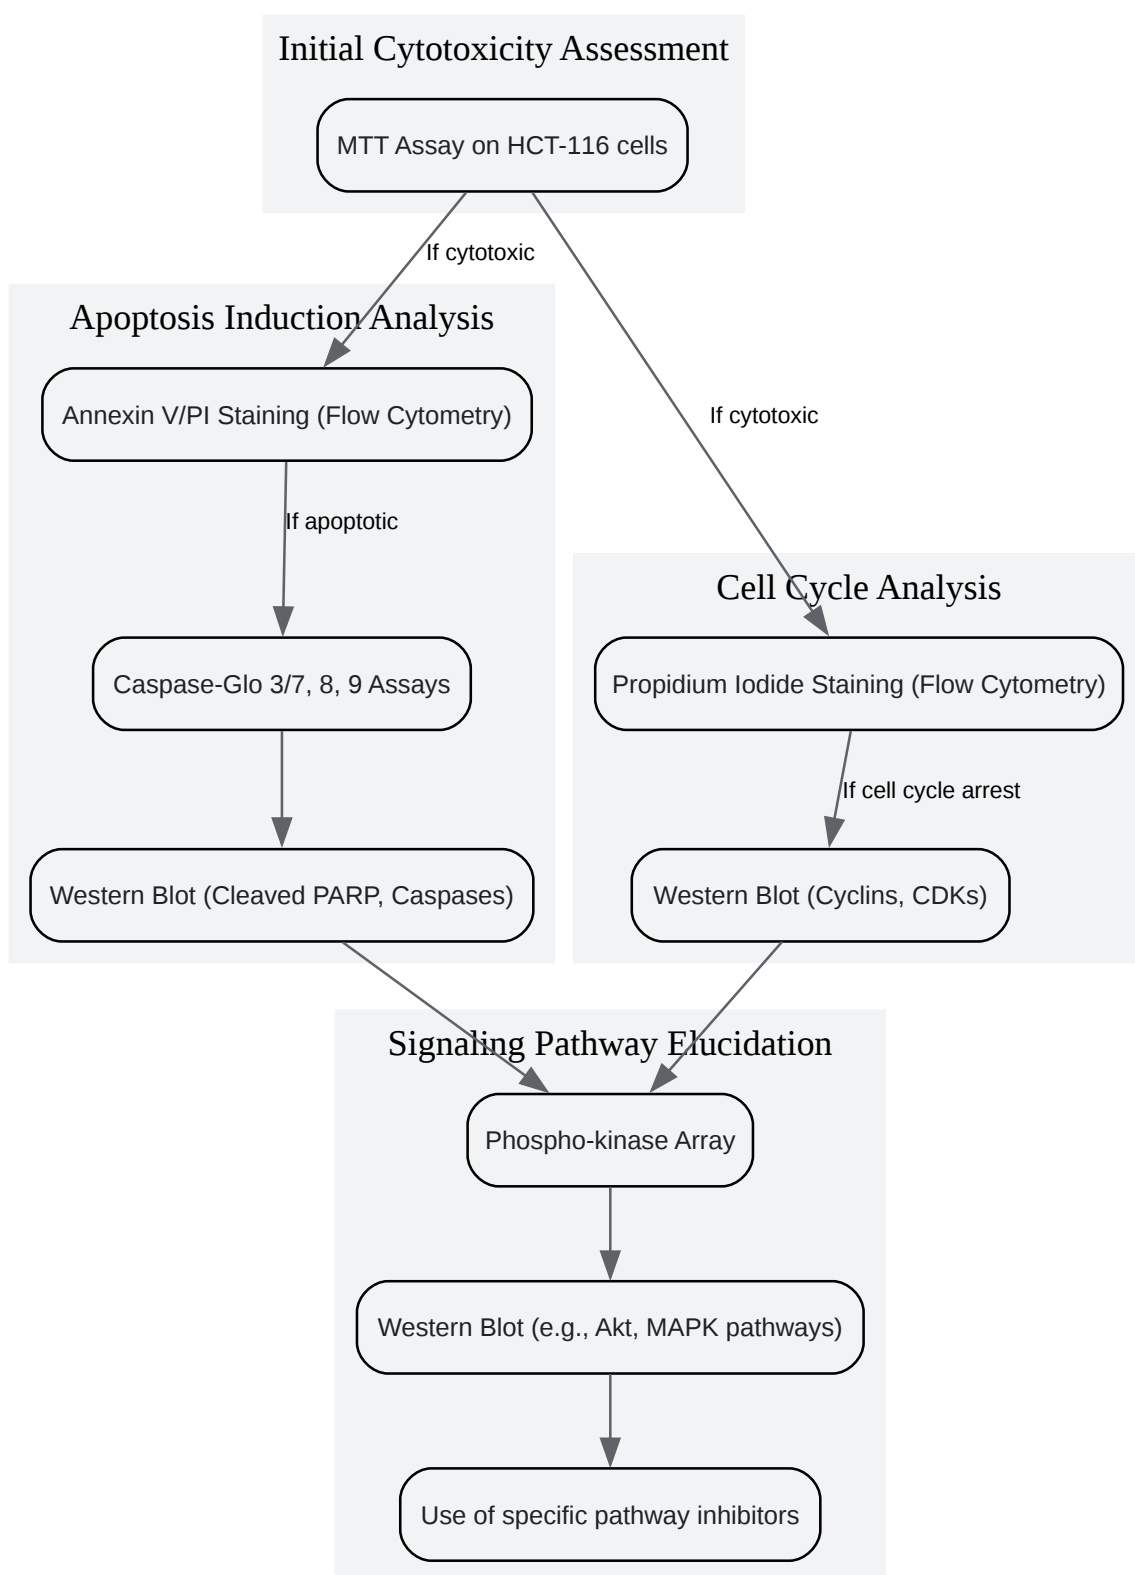 Initial Cytotoxicity Assessment
MTT Assay on HCT-116 cells
If cytotoxic
Apoptosis Induction Analysis
Annexin V/PI Staining (Flow Cytometry)
If cytotoxic
If apoptotic
Cell Cycle Analysis
Caspase-Glo 3/7, 8, 9 Assays
Propidium Iodide Staining (Flow Cytometry)
If cell cycle arrest
Western Blot (Cleaved PARP, Caspases)
Western Blot (Cyclins, CDKs)
Signaling Pathway Elucidation
Phospho-kinase Array
Western Blot (e.g., Akt, MAPK pathways)
Use of specific pathway inhibitors